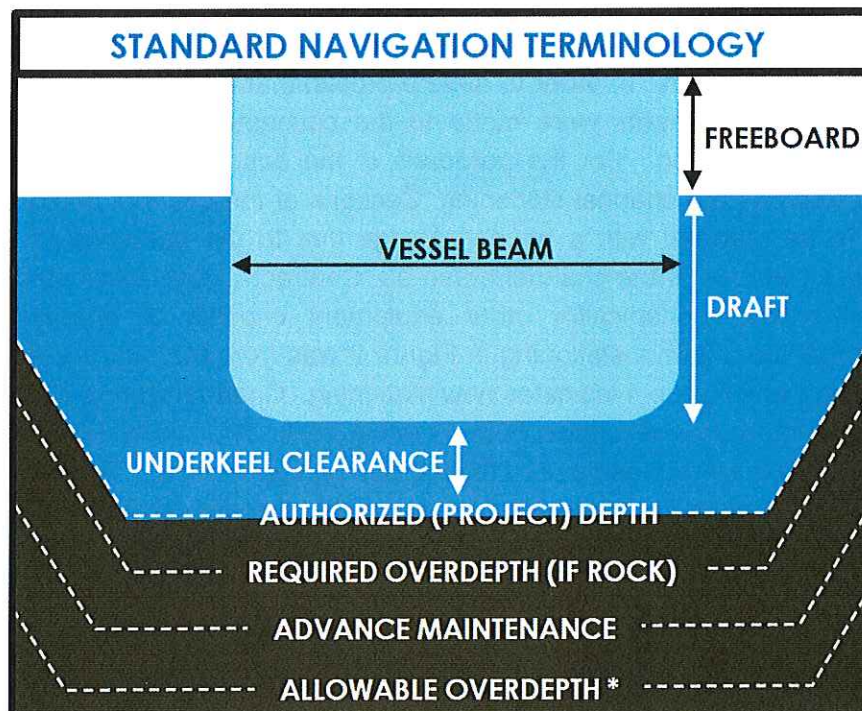 STANDARD NAVIGATION TERMINOLOGY
FREEBOARD
VESSEL BEAM
DRAFT
UNDERKEEL CLEARANCE
AUTHORIZED (PROJECT) DEPTH
REQUIRED OVERDEPTH (IF ROCK)
ADVANCE MAINTENANCE
ALLOWABLE OVERDEPTH *